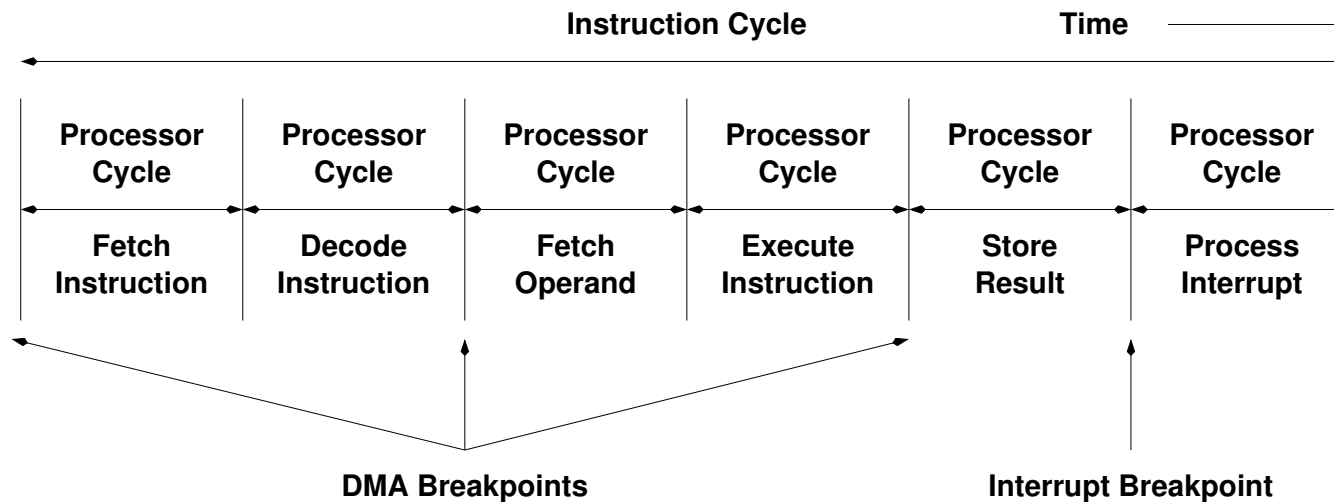 Instruction Cycle Time
Processor Processor Processor Processor Processor Processor
Cycle Cycle Cycle Cycle Cycle Cycle
Fetch Decode Fetch Execute Store Process
Instruction Instruction Operand Instruction Result Interrupt
DMA Breakpoints Interrupt Breakpoint